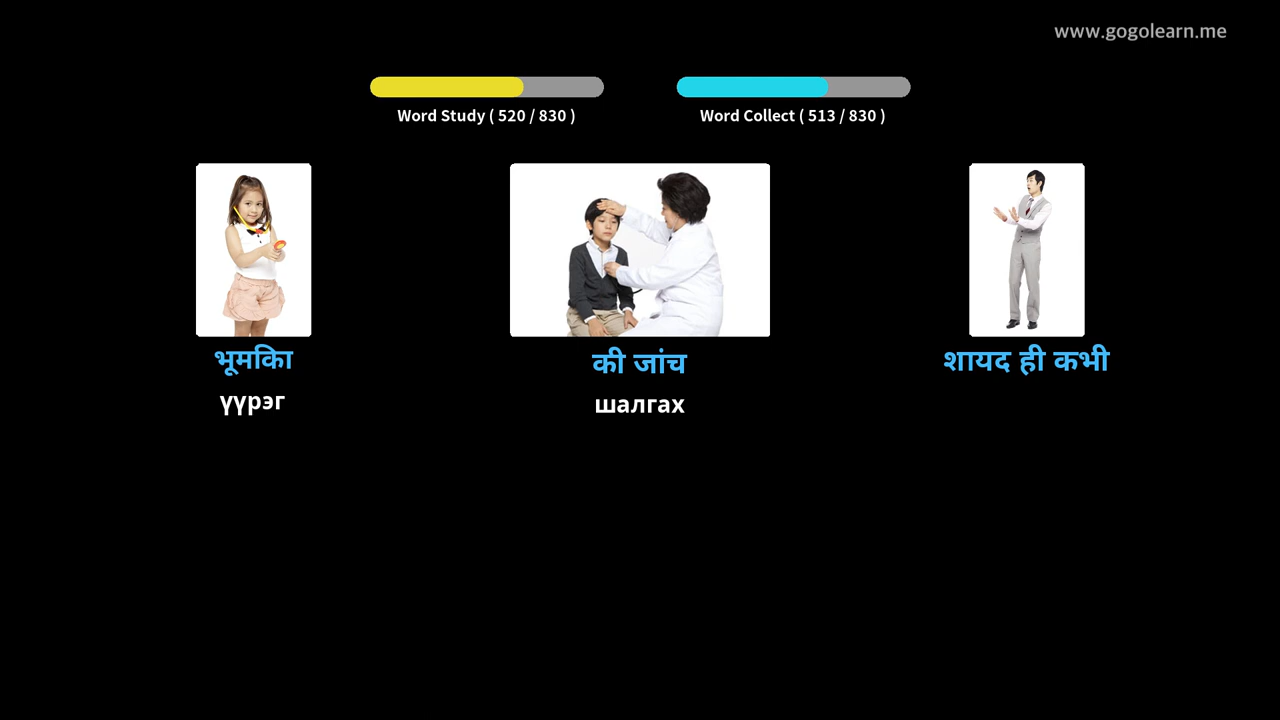 www.gogolearn.me
Word Study ( 520 / 830 )
Word Collect ( 513 / 830 )
भूमिका
үүрэг
की जांच
шалгах
शायद ही कभी